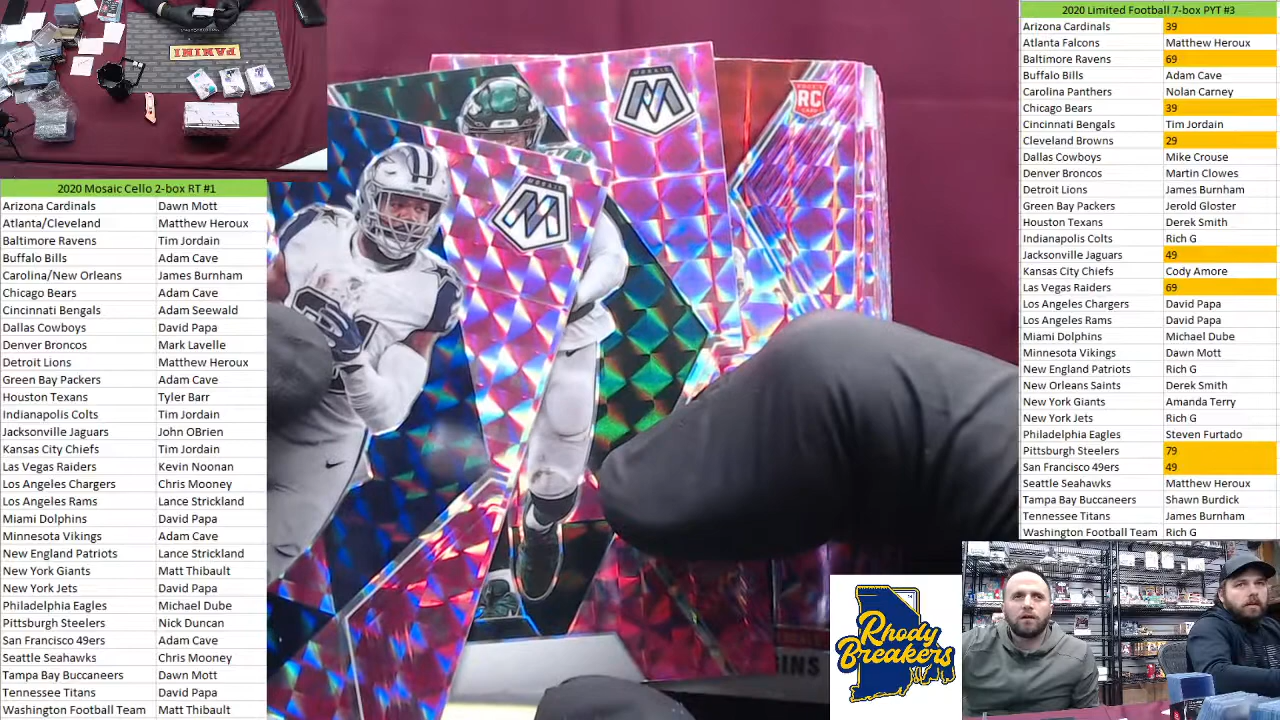 PANINI
2020 Mosaic Cello 2-box RT #1
Arizona Cardinals Dawn Mott
Atlanta/Cleveland Matthew Heroux
Baltimore Ravens Tim Jordain
Buffalo Bills Adam Cave
Carolina/New Orleans James Burnham
Chicago Bears Adam Cave
Cincinnati Bengals Adam Seewald
Dallas Cowboys David Papa
Denver Broncos Mark Lavelle
Detroit Lions Matthew Heroux
Green Bay Packers Adam Cave
Houston Texans Tyler Barr
Indianapolis Colts Tim Jordain
Jacksonville Jaguars John OBrien
Kansas City Chiefs Tim Jordain
Las Vegas Raiders Kevin Noonan
Los Angeles Chargers Chris Mooney
Los Angeles Rams Lance Strickland
Miami Dolphins David Papa
Minnesota Vikings Adam Cave
New England Patriots Lance Strickland
New York Giants Matt Thibault
New York Jets David Papa
Philadelphia Eagles Michael Dube
Pittsburgh Steelers Nick Duncan
San Francisco 49ers Adam Cave
Seattle Seahawks Chris Mooney
Tampa Bay Buccaneers Dawn Mott
Tennessee Titans David Papa
Washington Football Team Matt Thibault
MOSAIC
MOSAIC
RC
INS
2020 Limited Football 7-box PYT #3
Arizona Cardinals 39
Atlanta Falcons Matthew Heroux
Baltimore Ravens 69
Buffalo Bills Adam Cave
Carolina Panthers Nolan Carney
Chicago Bears 39
Cincinnati Bengals Tim Jordain
Cleveland Browns 29
Dallas Cowboys Mike Crouse
Denver Broncos Martin Clowes
Detroit Lions James Burnham
Green Bay Packers Jerold Gloster
Houston Texans Derek Smith
Indianapolis Colts Rich G
Jacksonville Jaguars 49
Kansas City Chiefs Cody Amore
Las Vegas Raiders 69
Los Angeles Chargers David Papa
Los Angeles Rams David Papa
Miami Dolphins Michael Dube
Minnesota Vikings Dawn Mott
New England Patriots Rich G
New Orleans Saints Derek Smith
New York Giants Amanda Terry
New York Jets Rich G
Philadelphia Eagles Steven Furtado
Pittsburgh Steelers 79
San Francisco 49ers 49
Seattle Seahawks Matthew Heroux
Tampa Bay Buccaneers Shawn Burdick
Tennessee Titans James Burnham
Washington Football Team Rich G
Rhody
Breakers